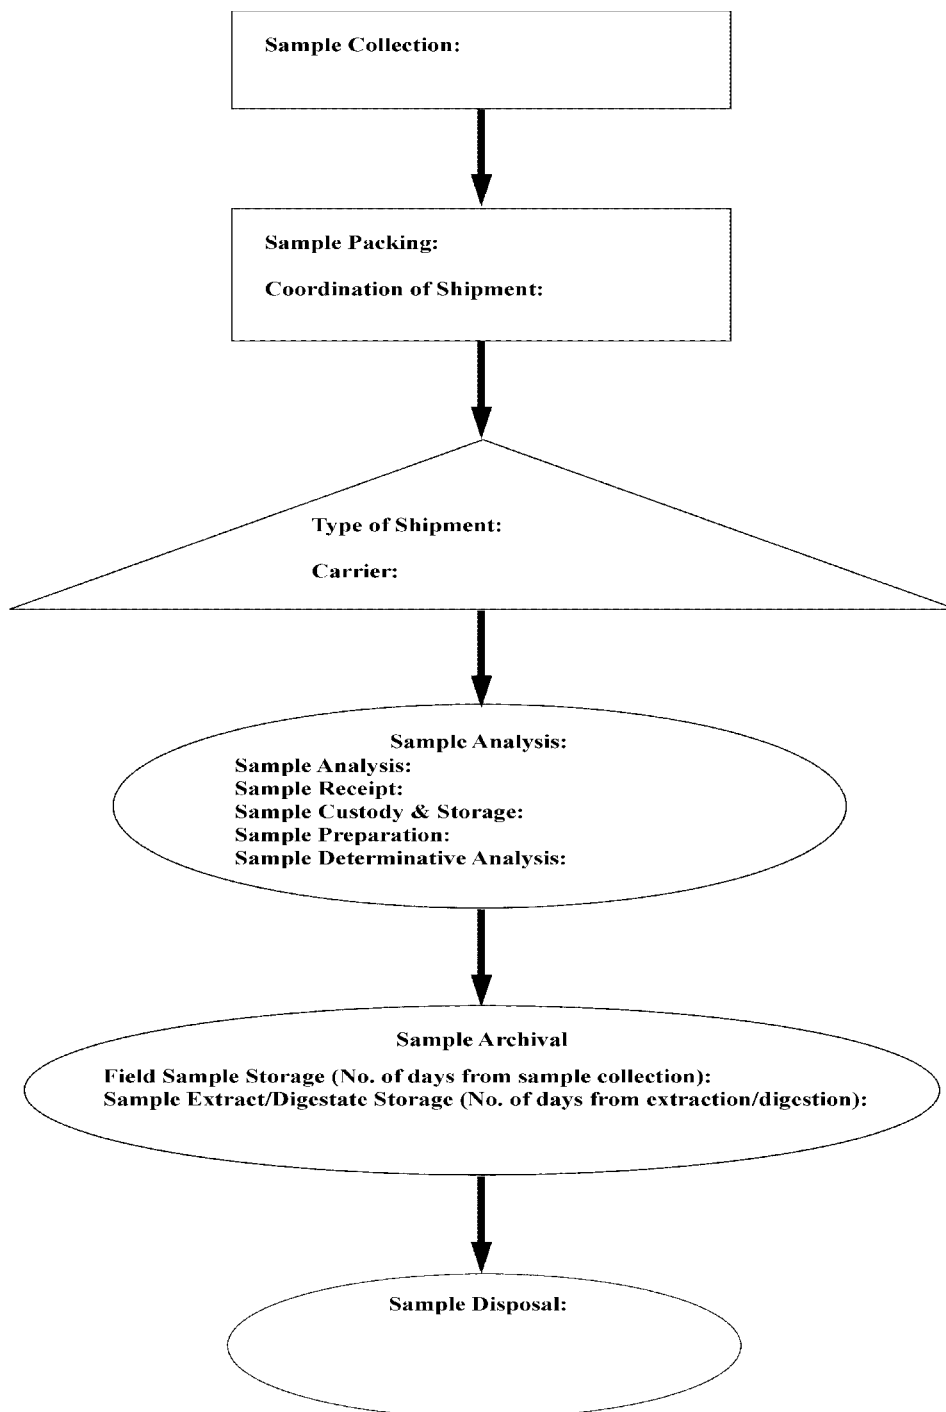 Sample Collection:
Sample Packing:
Coordination of Shipment:
Type of Shipment:
Carrier:
Sample Analysis:
Sample Analysis:
Sample Receipt:
Sample Custody & Storage:
Sample Preparation:
Sample Determinative Analysis:
Sample Archival
Field Sample Storage (No. of days from sample collection):
Sample Extract/Digestate Storage (No. of days from extraction/digestion):
Sample Disposal: